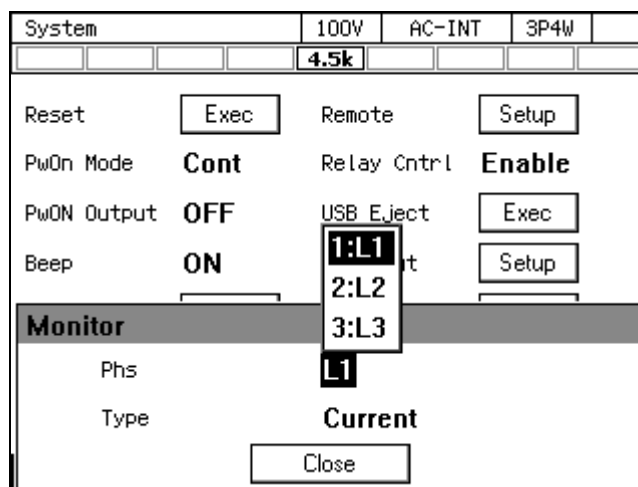 System 100V AC-INT 3P4W
4.5k
Reset Exec Remote Setup
PwOn Mode Cont Relay Cntrl Enable
PwON Output OFF USB Eject Exec
Beep ON t Setup
1:L1
2:L2
3:L3
Monitor
Phs L1
Type Current
Close